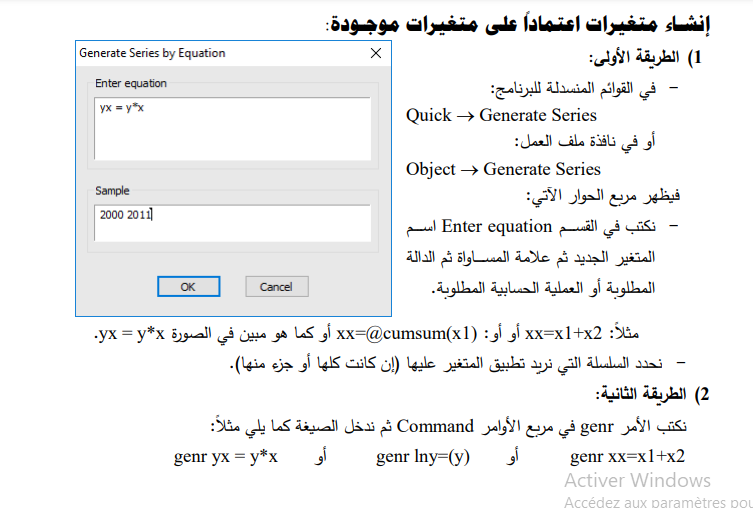 إنشاء متغيرات اعتماداً على متغيرات موجودة:
1) الطريقة الأولى:
- في القوائم المنسدلة للبرنامج:
Quick → Generate Series
أو في نافذة ملف العمل:
Object → Generate Series
فيظهر مربع الحوار الآتي:
- نكتب في القسم Enter equation اسم
المتغير الجديد ثم علامة المساواة ثم الدالة
المطلوبة أو العملية الحسابية المطلوبة.
Generate Series by Equation
Enter equation
yx = y*x
Sample
2000 2011
OK Cancel
مثلاً: xx=x1+x2 أو أو: xx=@cumsum(x1) أو كما هو مبين في الصورة yx = y*x.
- نحدد السلسلة التي نريد تطبيق المتغير عليها (إن كانت كلها أو جزء منها).
2) الطريقة الثانية:
نكتب الأمر genr في مربع الأوامر Command ثم ندخل الصيغة كما يلي مثلاً:
genr xx=x1+x2 أو genr lny=(y) أو genr yx = y*x
Activer Windows
Accédez aux paramètres pou